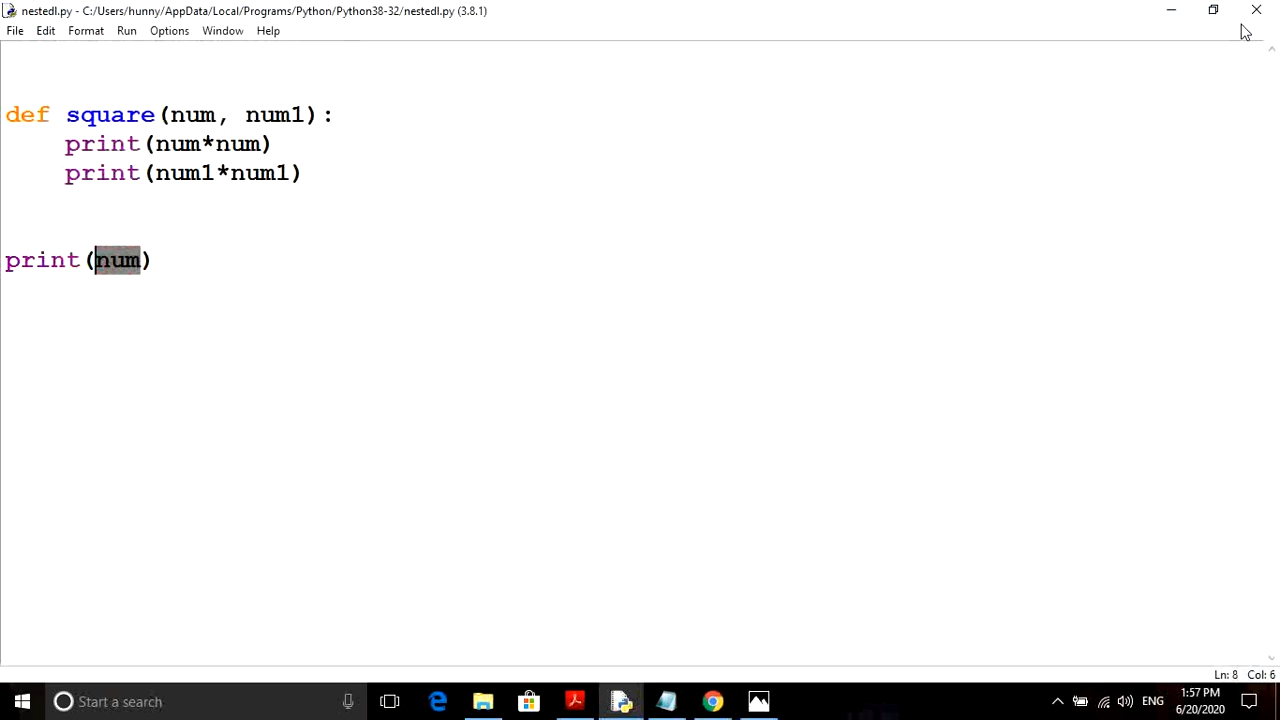 nestedl.py - C:/Users/hunny/AppData/Local/Programs/Python/Python38-32/nestedl.py (3.8.1)
File Edit Format Run Options Window Help
def square(num, num1):
    print(num*num)
    print(num1*num1)
print(num)
Ln: 8 Col: 6
Start a search
ENG
1:57 PM
6/20/2020